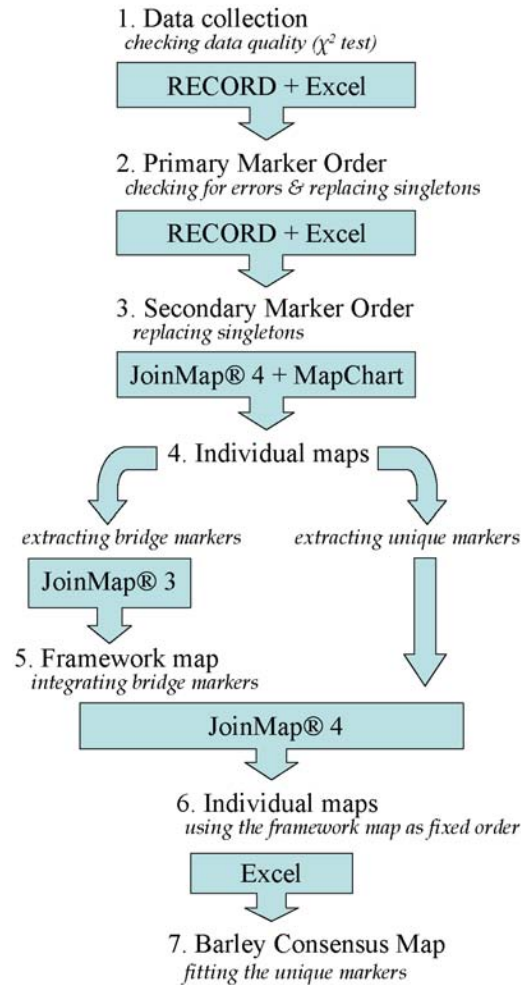 1. Data collection
checking data quality (χ² test)
RECORD + Excel
2. Primary Marker Order
checking for errors & replacing singletons
RECORD + Excel
3. Secondary Marker Order
replacing singletons
JoinMap® 4 + MapChart
4. Individual maps
extracting bridge markers
extracting unique markers
JoinMap® 3
5. Framework map
integrating bridge markers
JoinMap® 4
6. Individual maps
using the framework map as fixed order
Excel
7. Barley Consensus Map
fitting the unique markers